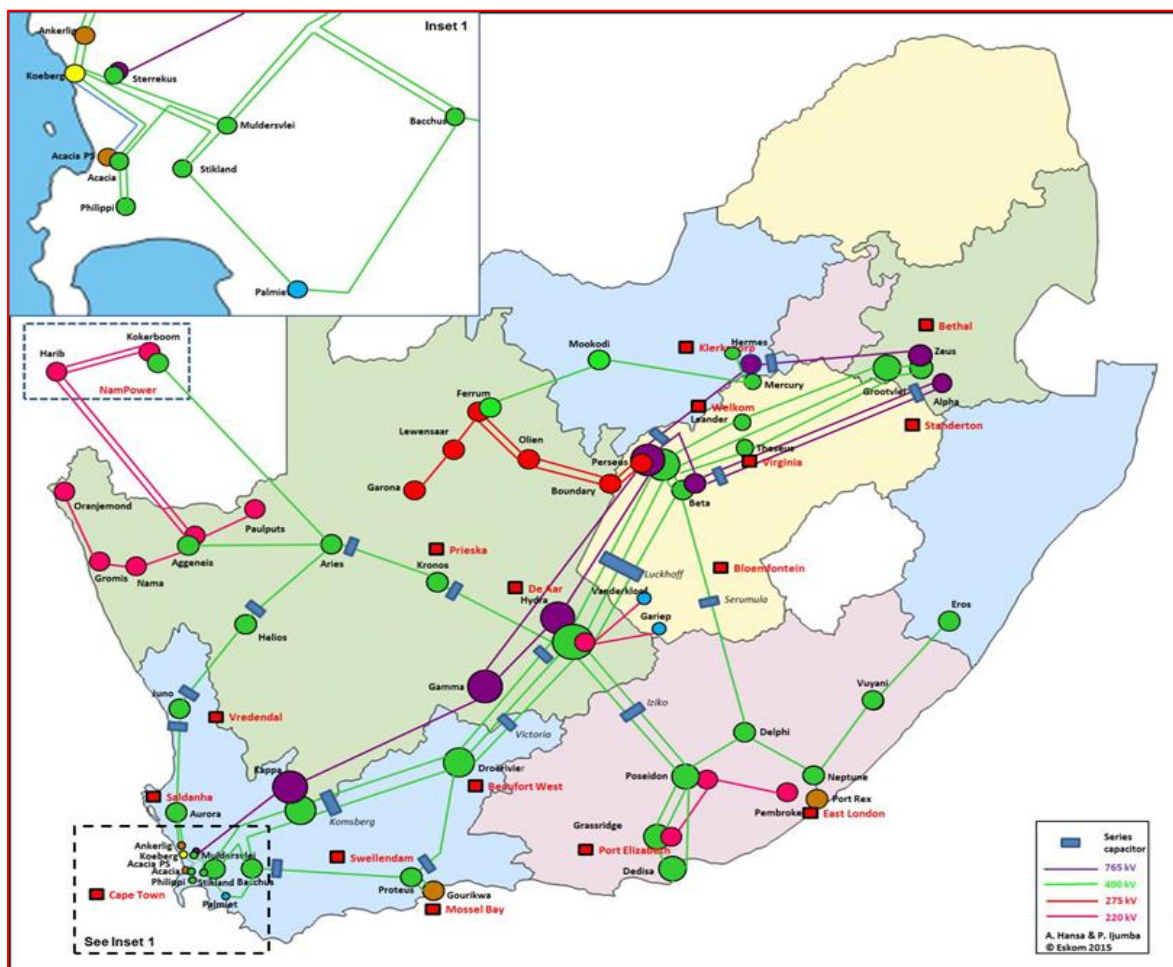 Inset 1
Ankerlig
Koeberg
Sterrekus
Muldersvlei
Bacchus
Acacia PS
Acacia
Stikland
Philippi
Palmiet
Kokerboom
Harib
NamPower
Bethal
Klerksdorp
Hermes
Zeus
Mookodi
Mercury
Grootvlei
Alpha
Ferrum
Welkom
Leander
Standerton
Lewensaar
Olien
Theseus
Perseus
Virginia
Garona
Boundary
Beta
Oranjemond
Paulputs
Prieska
Aggeneis
Aries
Kronos
Gromis
Nama
Luckhoff
Bloemfontein
De Aar
Vanderkloof
Serumula
Hydra
Gariep
Eros
Helios
Gamma
Vuyani
Juno
Iziko
Vredendal
Victoria
Delphi
Droërivier
Kappa
Poseidon
Neptune
Beaufort West
Saldanha
Port Rex
Pembroke
East London
Aurora
Komsberg
Grassridge
Ankerlig
Koeberg
Muldersvlei
Port Elizabeth
Swellendam
Acacia PS
Acacia
Dedisa
Philippi
Stikland
Bacchus
Proteus
Gourikwa
Cape Town
Palmiet
Mossel Bay
See Inset 1
Series
capacitor
765 kV
400 kV
275 kV
220 kV
A. Hansa & P. Ijumba
© Eskom 2015